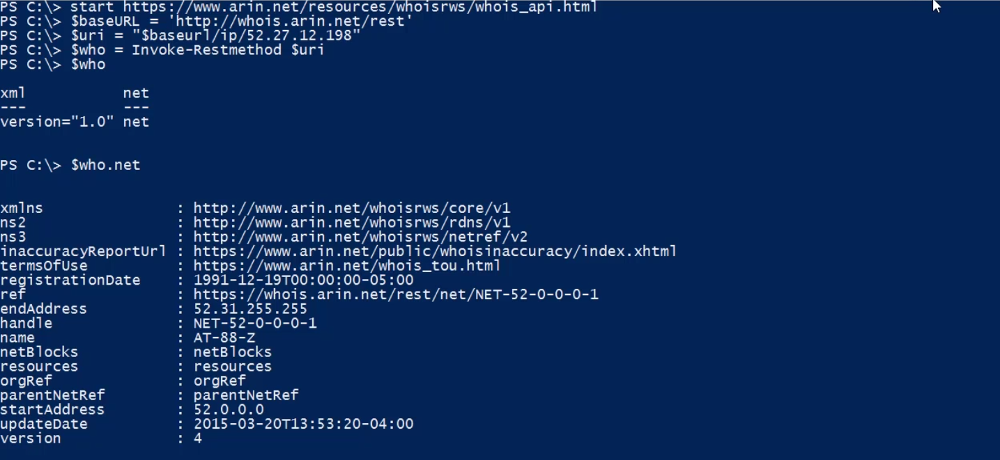 PS C:\> start https://www.arin.net/resources/whoisrws/whois_api.html
PS C:\> $baseURL = 'http://whois.arin.net/rest'
PS C:\> $uri = "$baseurl/ip/52.27.12.198"
PS C:\> $who = Invoke-Restmethod $uri
PS C:\> $who
xml            net
---            ---
version="1.0" net
PS C:\> $who.net
xmlns               : http://www.arin.net/whoisrws/core/v1
ns2                 : http://www.arin.net/whoisrws/rdns/v1
ns3                 : http://www.arin.net/whoisrws/netref/v2
inaccuracyReportUrl : https://www.arin.net/public/whoisinaccuracy/index.xhtml
termsOfUse          : https://www.arin.net/whois_tou.html
registrationDate    : 1991-12-19T00:00:00-05:00
ref                 : https://whois.arin.net/rest/net/NET-52-0-0-0-1
endAddress          : 52.31.255.255
handle              : NET-52-0-0-0-1
name                : AT-88-Z
netBlocks           : netBlocks
resources           : resources
orgRef              : orgRef
parentNetRef        : parentNetRef
startAddress        : 52.0.0.0
updateDate          : 2015-03-20T13:53:20-04:00
version             : 4